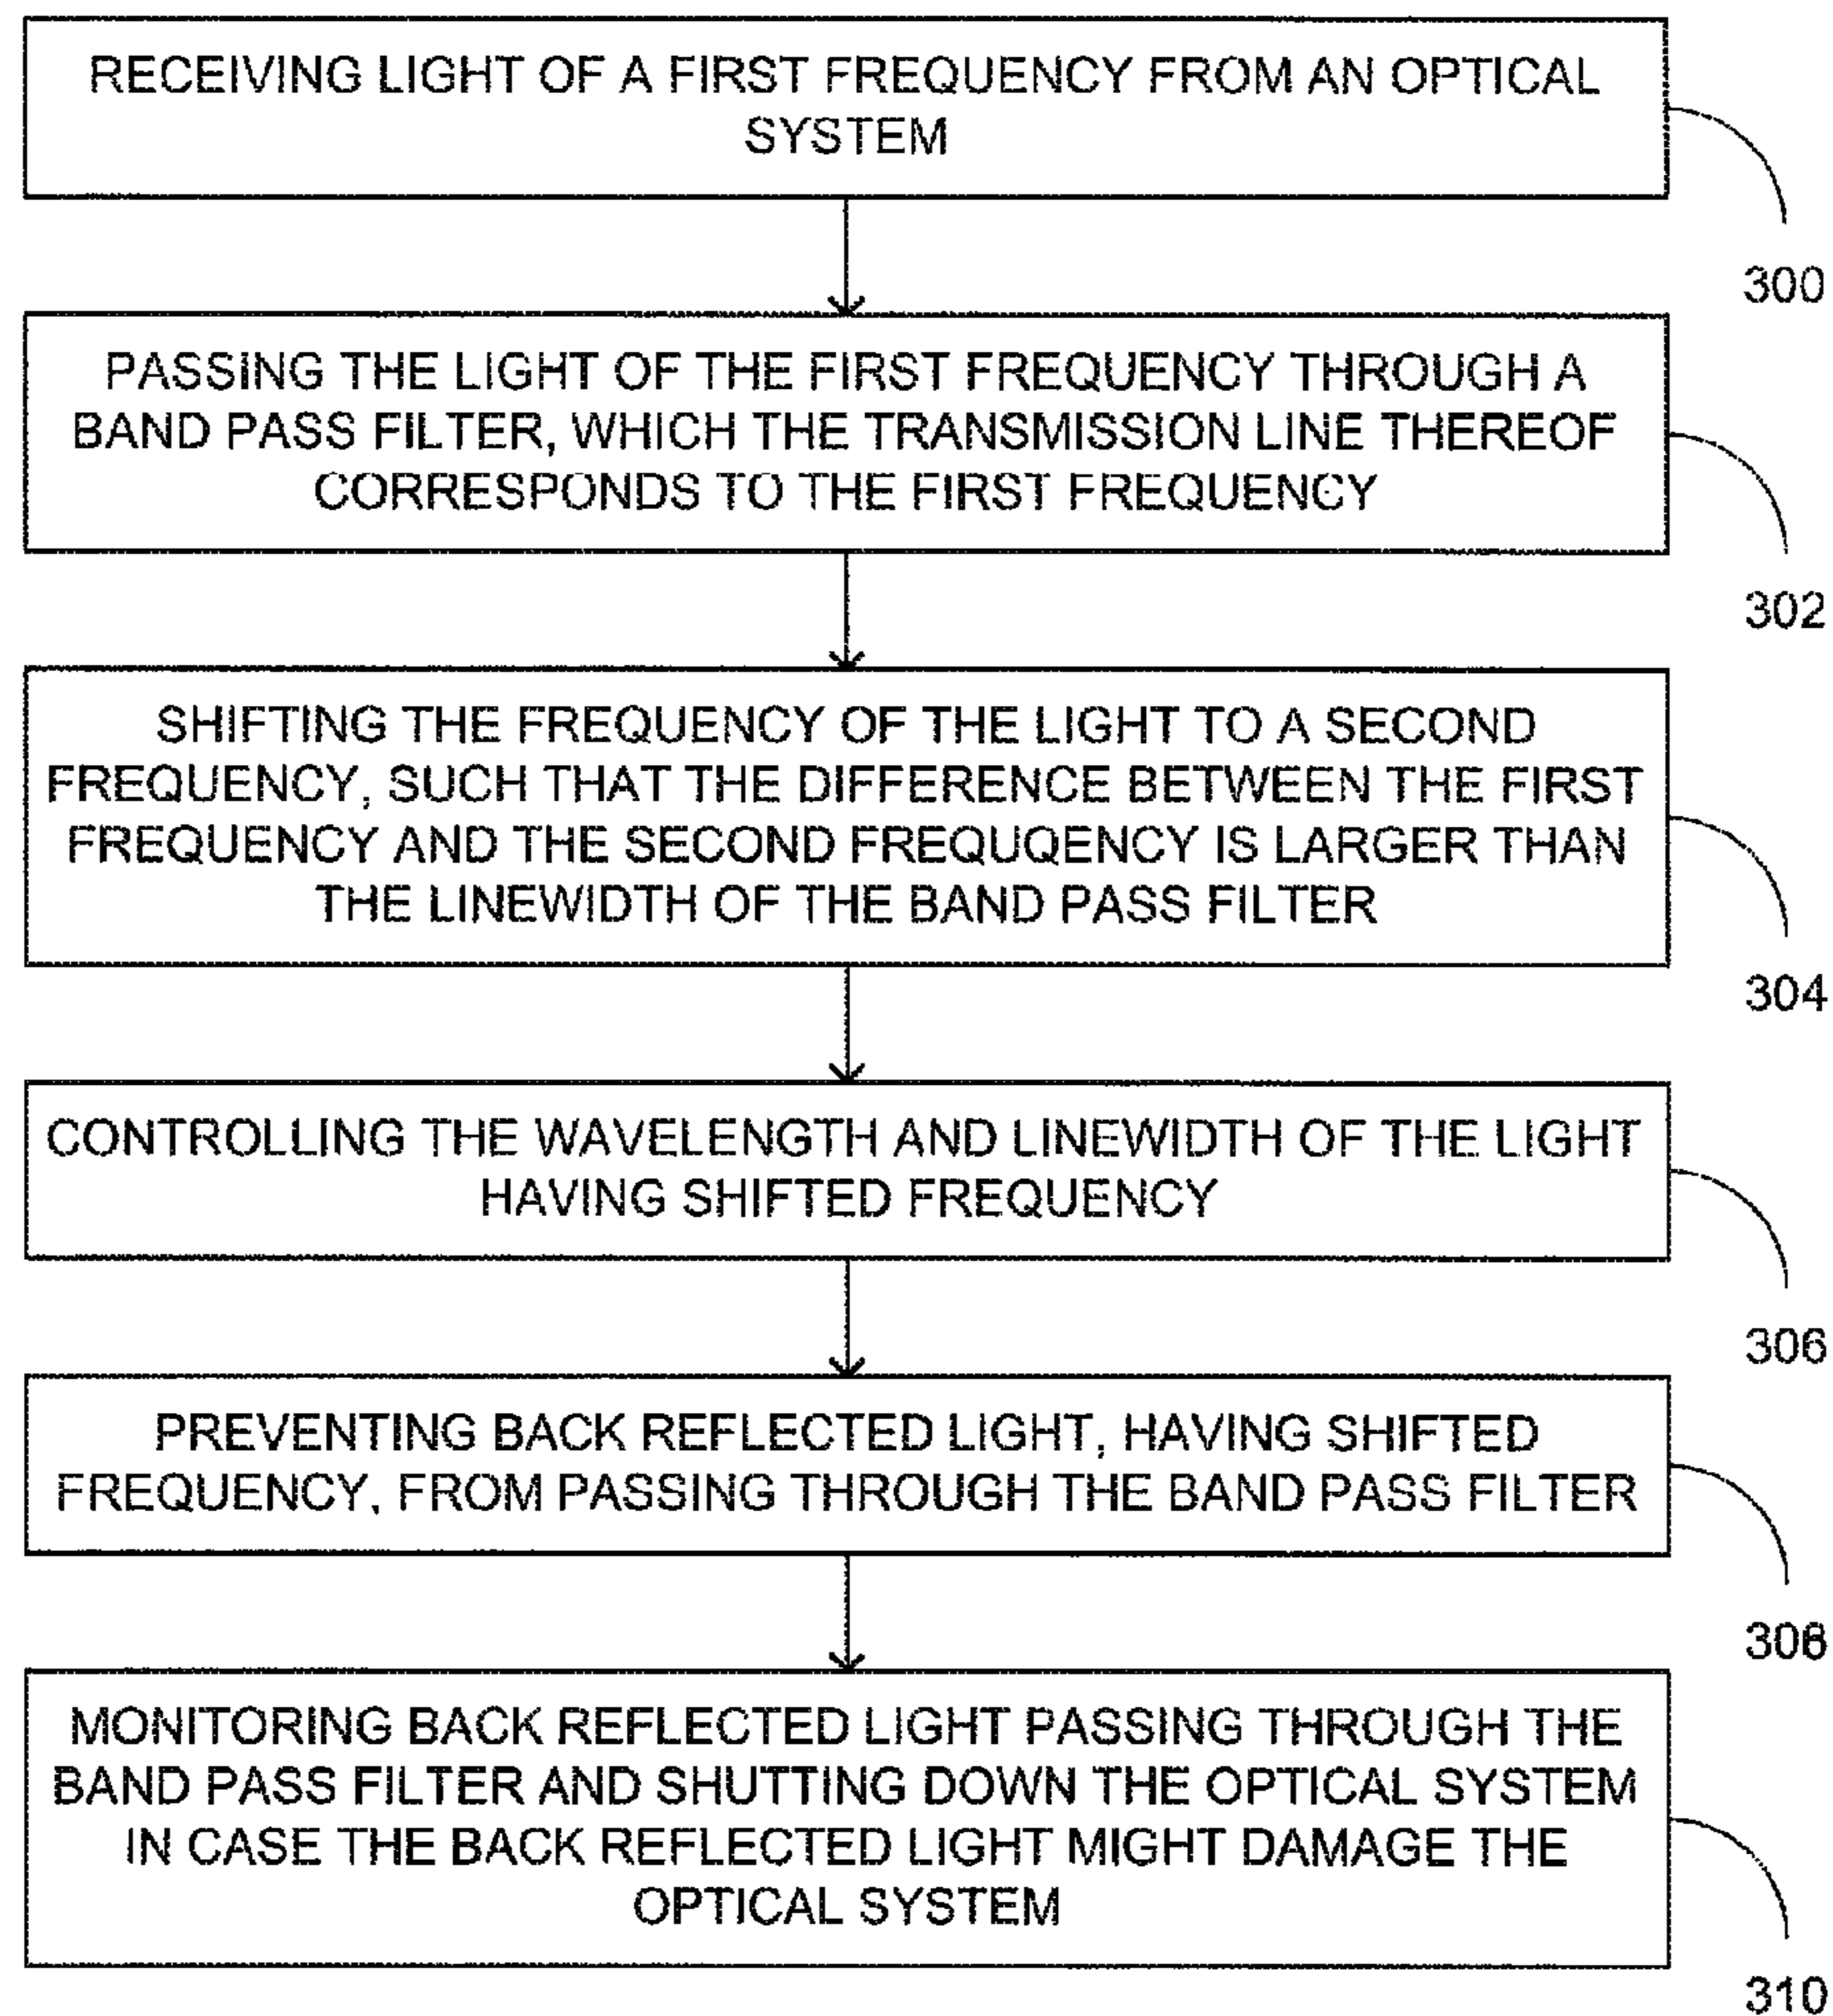 RECEIVING LIGHT OF A FIRST FREQUENCY FROM AN OPTICAL
SYSTEM
300
PASSING THE LIGHT OF THE FIRST FREQUENCY THROUGH A
BAND PASS FILTER, WHICH THE TRANSMISSION LINE THEREOF
CORRESPONDS TO THE FIRST FREQUENCY
302
SHIFTING THE FREQUENCY OF THE LIGHT TO A SECOND
FREQUENCY, SUCH THAT THE DIFFERENCE BETWEEN THE FIRST
FREQUENCY AND THE SECOND FREQUQENCY IS LARGER THAN
THE LINEWIDTH OF THE BAND PASS FILTER
304
CONTROLLING THE WAVELENGTH AND LINEWIDTH OF THE LIGHT
HAVING SHIFTED FREQUENCY
306
PREVENTING BACK REFLECTED LIGHT, HAVING SHIFTED
FREQUENCY, FROM PASSING THROUGH THE BAND PASS FILTER
308
MONITORING BACK REFLECTED LIGHT PASSING THROUGH THE
BAND PASS FILTER AND SHUTTING DOWN THE OPTICAL SYSTEM
IN CASE THE BACK REFLECTED LIGHT MIGHT DAMAGE THE
OPTICAL SYSTEM
310